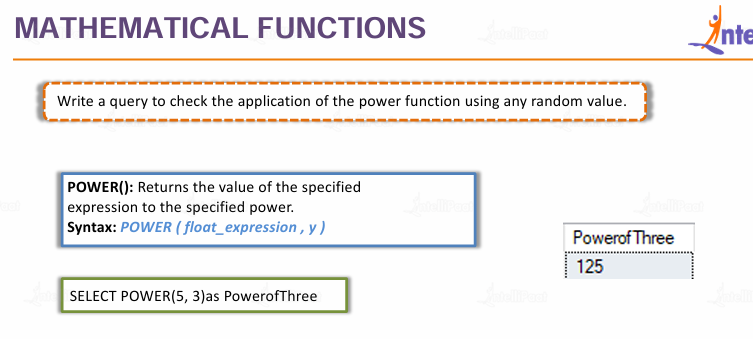 MATHEMATICAL FUNCTIONS
Write a query to check the application of the power function using any random value.
POWER(): Returns the value of the specified
expression to the specified power.
Syntax: POWER ( float_expression , y )
PowerofThree
125
SELECT POWER(5, 3)as PowerofThree